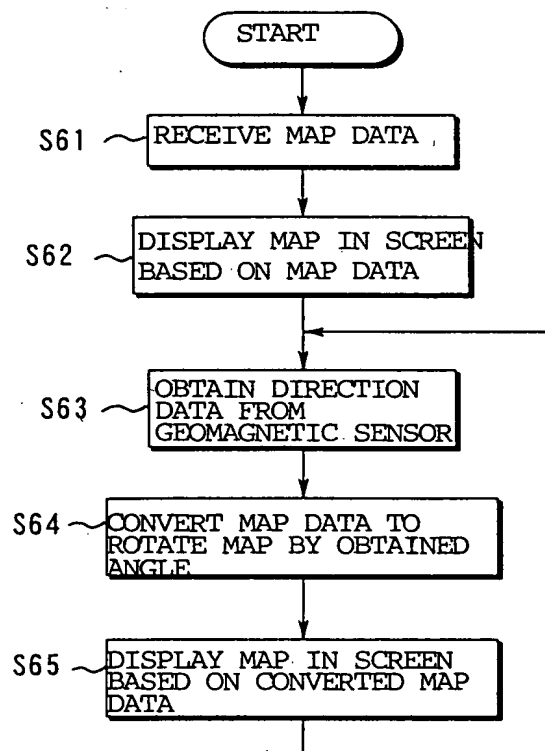 START
S61
RECEIVE MAP DATA
S62
DISPLAY MAP IN SCREEN
BASED ON MAP DATA
S63
OBTAIN DIRECTION
DATA FROM
GEOMAGNETIC SENSOR
S64
CONVERT MAP DATA TO
ROTATE MAP BY OBTAINED
ANGLE
S65
DISPLAY MAP IN SCREEN
BASED ON CONVERTED MAP
DATA